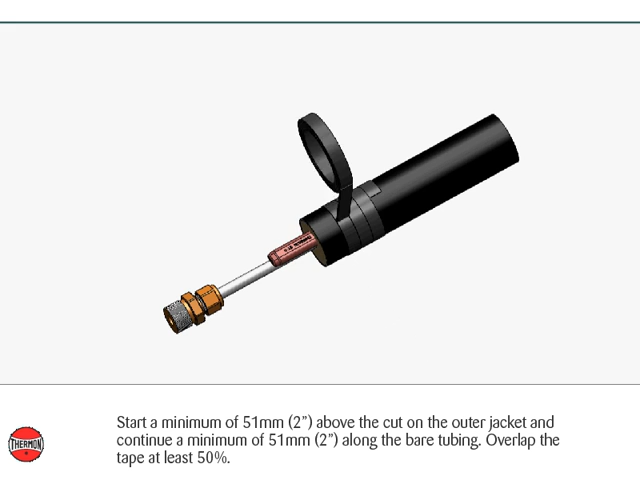 Start a minimum of 51mm (2”) above the cut on the outer jacket and
continue a minimum of 51mm (2”) along the bare tubing. Overlap the
tape at least 50%.
THERMON